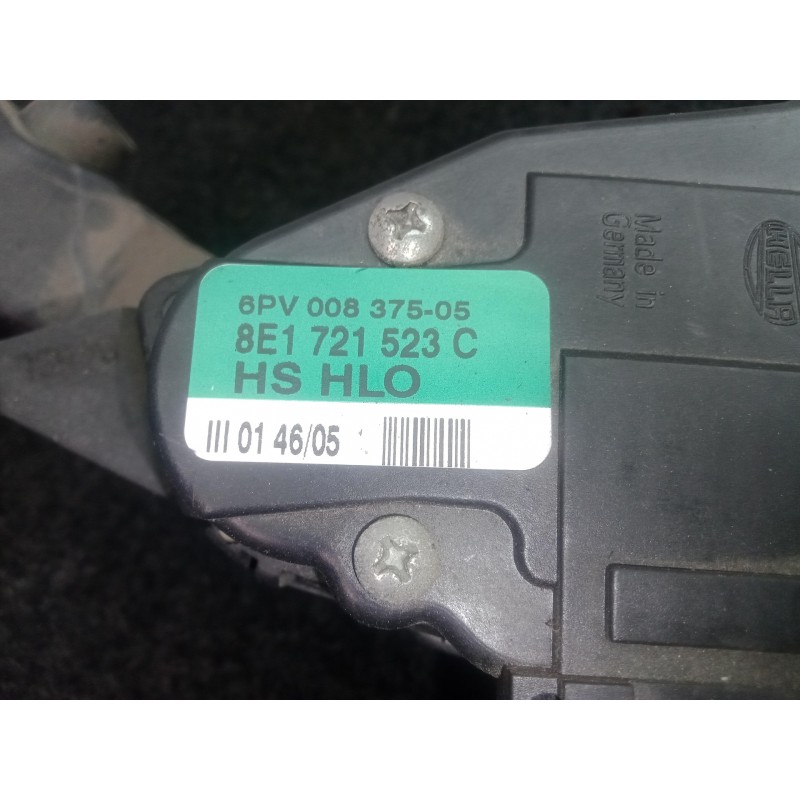 6PV 008 375-05
8E1 721 523 C
HS HLO
III 01 46/05
Made in
Germany
HELLA